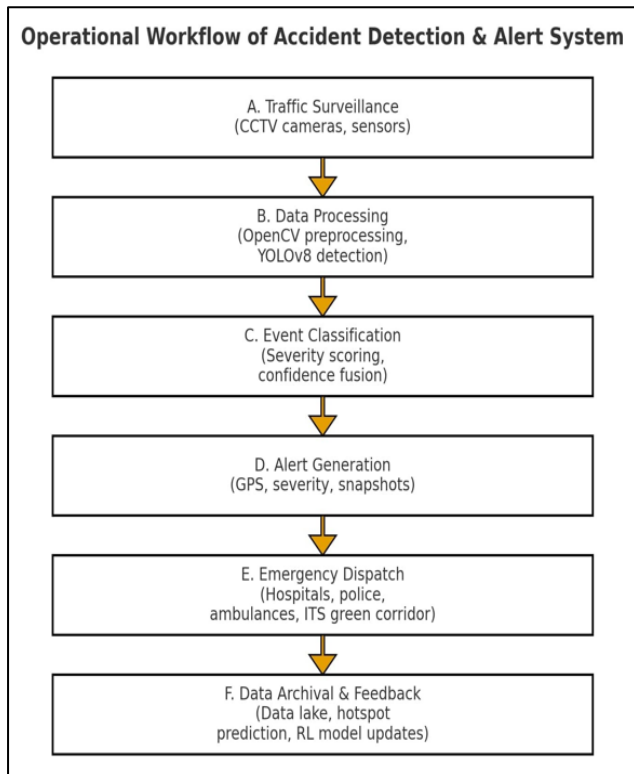 Operational Workflow of Accident Detection & Alert System
A. Traffic Surveillance
(CCTV cameras, sensors)
B. Data Processing
(OpenCV preprocessing,
YOLOv8 detection)
C. Event Classification
(Severity scoring,
confidence fusion)
D. Alert Generation
(GPS, severity, snapshots)
E. Emergency Dispatch
(Hospitals, police,
ambulances, ITS green corridor)
F. Data Archival & Feedback
(Data lake, hotspot
prediction, RL model updates)